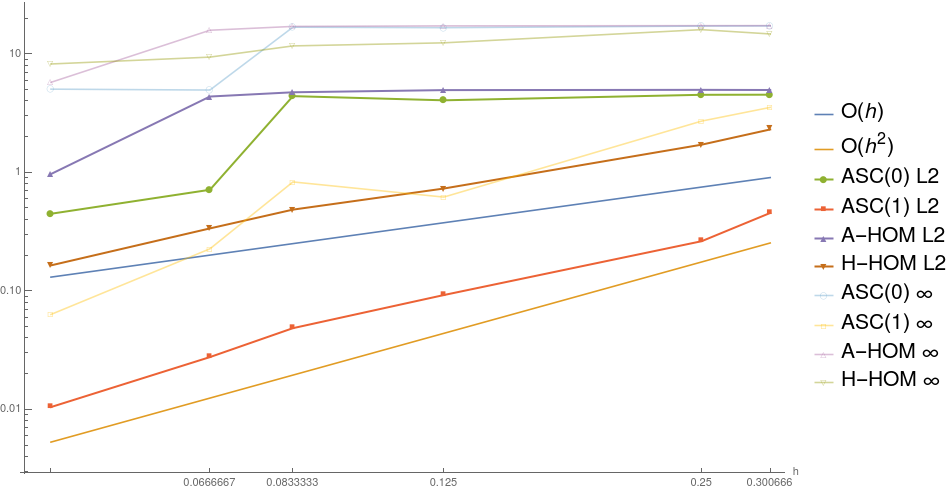 10
1
0.10
0.01
0.0666667
0.0833333
0.125
0.25
0.300666
h
O(h)
O(h²)
ASC(0) L2
ASC(1) L2
A−HOM L2
H−HOM L2
ASC(0) ∞
ASC(1) ∞
A−HOM ∞
H−HOM ∞